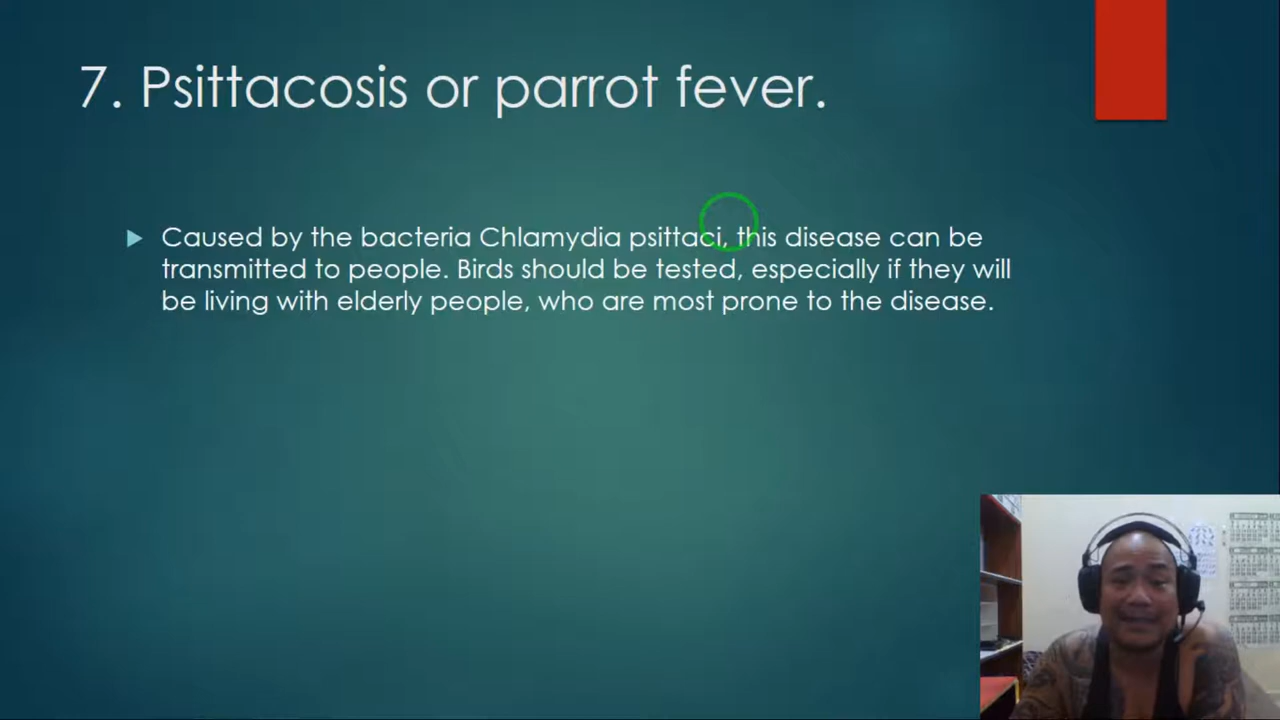 7. Psittacosis or parrot fever.
Caused by the bacteria Chlamydia psittaci, this disease can be
transmitted to people. Birds should be tested, especially if they will
be living with elderly people, who are most prone to the disease.